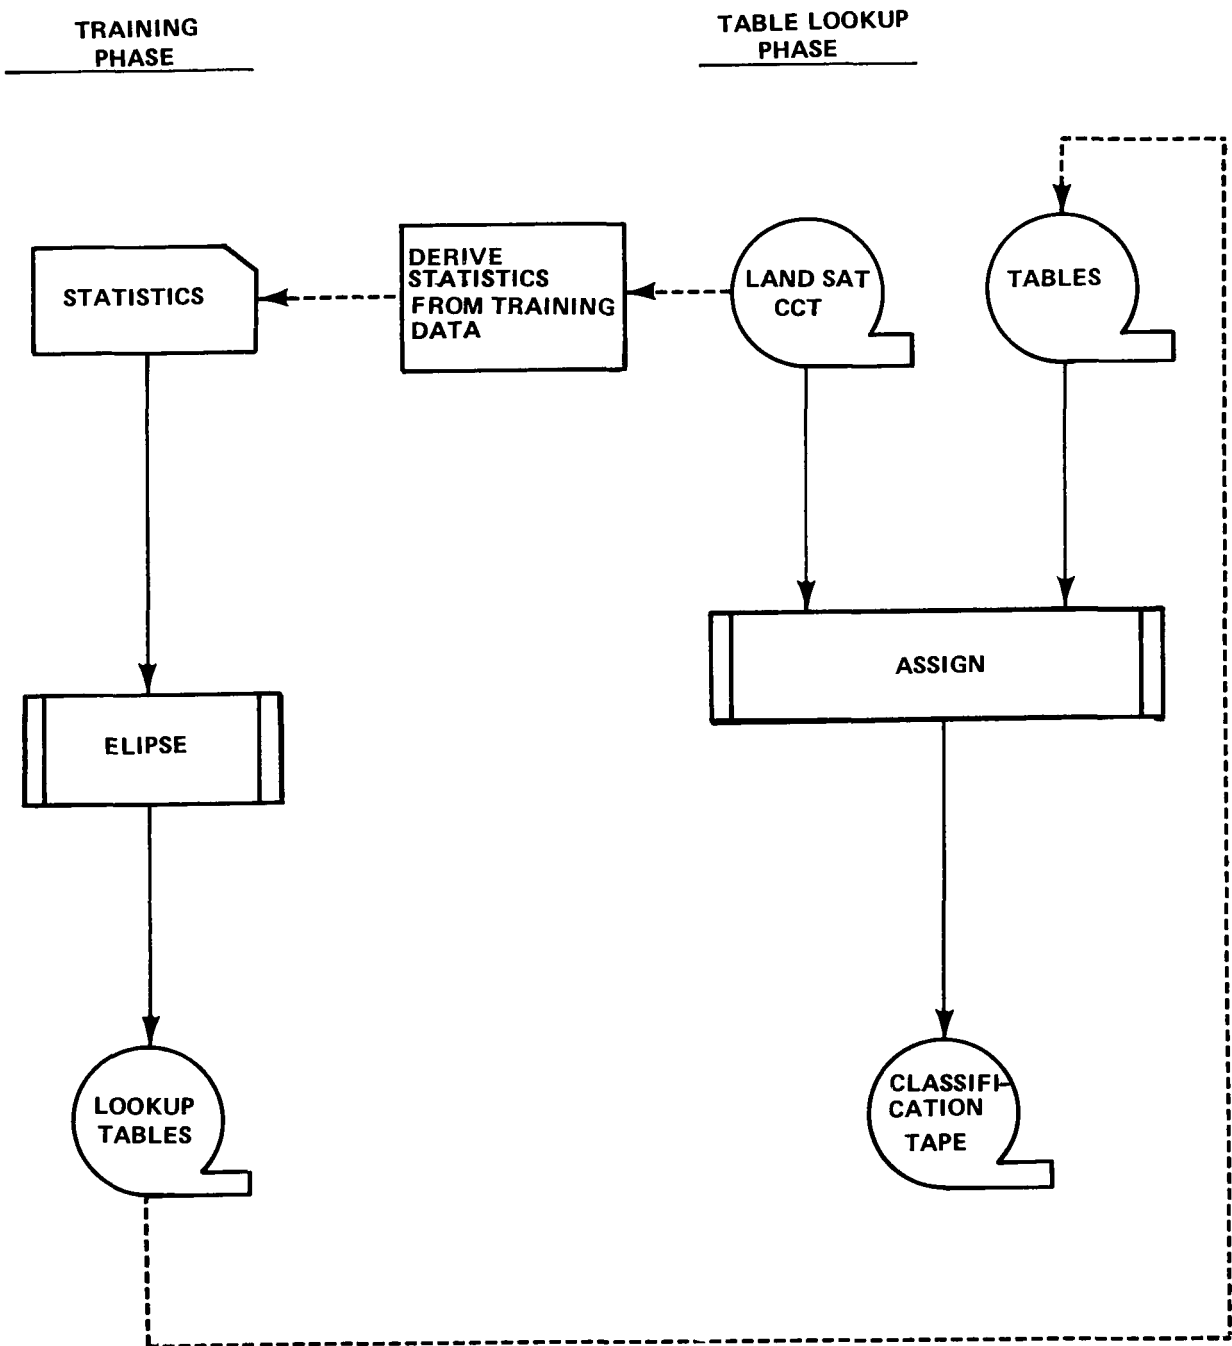 TRAINING
PHASE
TABLE LOOKUP
PHASE
STATISTICS
DERIVE
STATISTICS
FROM TRAINING
DATA
LAND SAT
CCT
TABLES
ASSIGN
ELIPSE
LOOKUP
TABLES
CLASSIFI-
CATION
TAPE